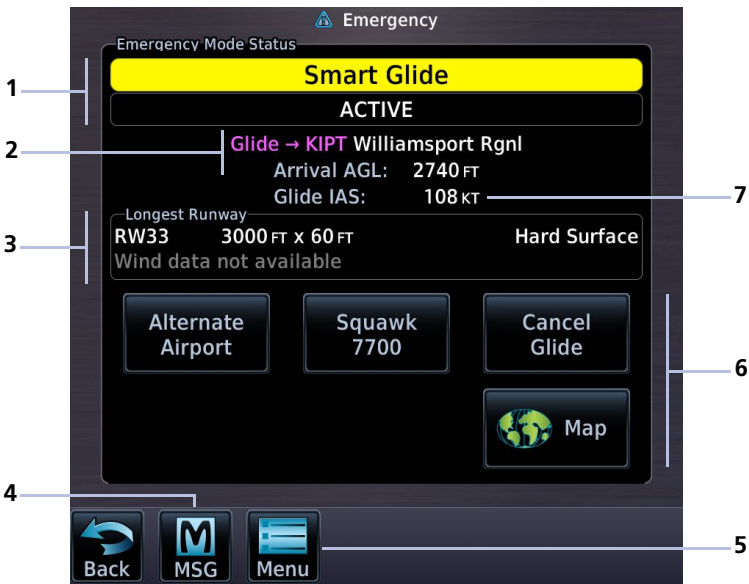 Emergency
Emergency Mode Status
1
Smart Glide
ACTIVE
2
Glide → KIPT Williamsport Rgnl
Arrival AGL: 2740 FT
Glide IAS: 108 KT
7
Longest Runway
3
RW33 3000 FT x 60 FT Hard Surface
Wind data not available
Alternate
Airport
Squawk
7700
Cancel
Glide
6
Map
4
5
Back
MSG
Menu